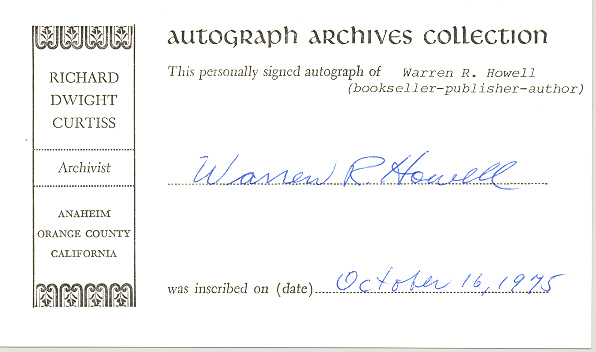 RICHARD
DWIGHT
CURTISS
Archivist
ANAHEIM
ORANGE COUNTY
CALIFORNIA
AUTOGRAPH ARCHIVES COLLECTION
This personally signed autograph of Warren R. Howell
(bookseller-publisher-author)
Warren R. Howell
was inscribed on (date) October 16, 1975